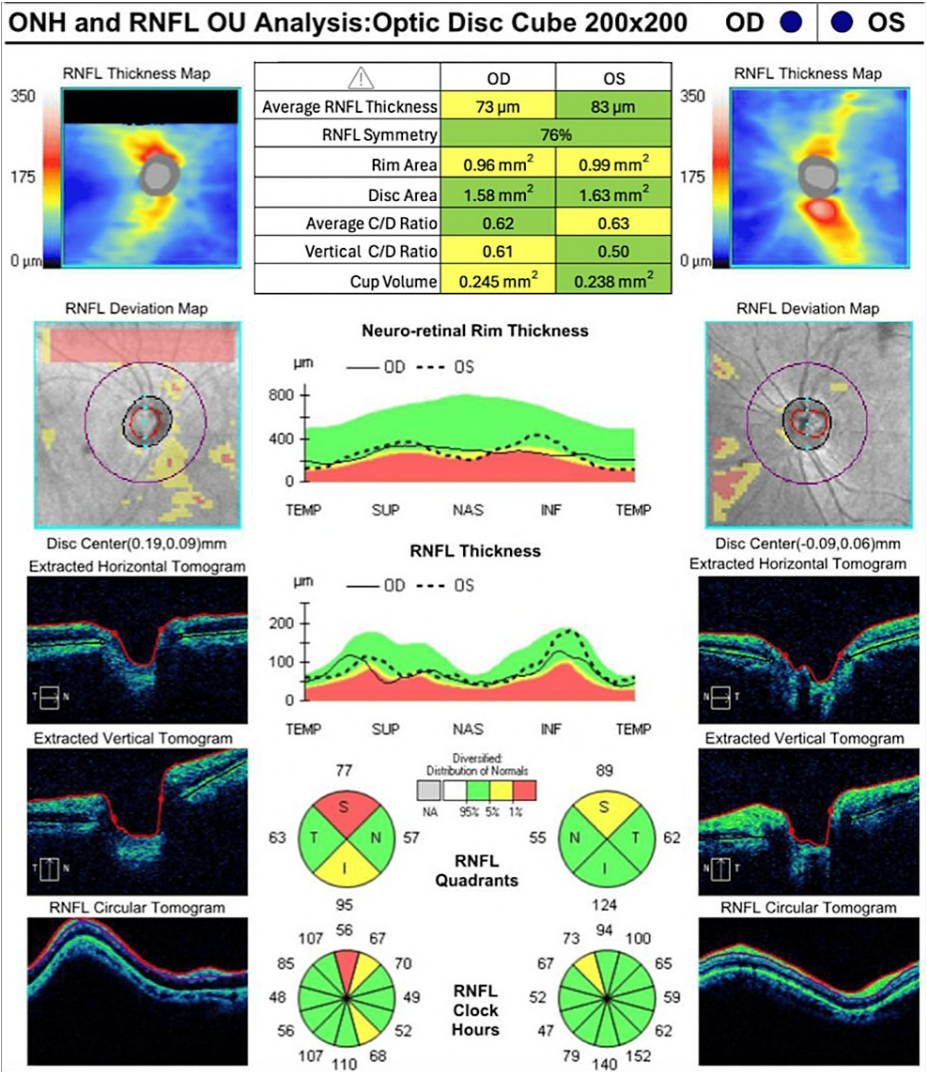 ONH and RNFL OU Analysis:Optic Disc Cube 200x200 OD OS
RNFL Thickness Map
350
175
0 µm
OD OS
Average RNFL Thickness 73 µm 83 µm
RNFL Symmetry 76%
Rim Area 0.96 mm² 0.99 mm²
Disc Area 1.58 mm² 1.63 mm²
Average C/D Ratio 0.62 0.63
Vertical C/D Ratio 0.61 0.50
Cup Volume 0.245 mm² 0.238 mm²
RNFL Thickness Map
350
175
0 µm
RNFL Deviation Map
Disc Center(0.19,0.09)mm
Neuro-retinal Rim Thickness
µm OD OS
800
400
0
TEMP SUP NAS INF TEMP
RNFL Deviation Map
Disc Center(-0.09,0.06)mm
Extracted Horizontal Tomogram
T N
RNFL Thickness
µm OD OS
200
100
0
TEMP SUP NAS INF TEMP
Extracted Horizontal Tomogram
N T
Extracted Vertical Tomogram
T N
Diversified:
Distribution of Normals
NA 95% 5% 1%
77
S
63 T N 57
I
95
RNFL
Quadrants
89
S
55 N T 62
I
124
Extracted Vertical Tomogram
N T
RNFL Circular Tomogram
56
107 67
85 70
48 49
56 52
107 68
110
RNFL
Clock
Hours
94
73 100
67 65
52 59
47 62
79 152
140
RNFL Circular Tomogram